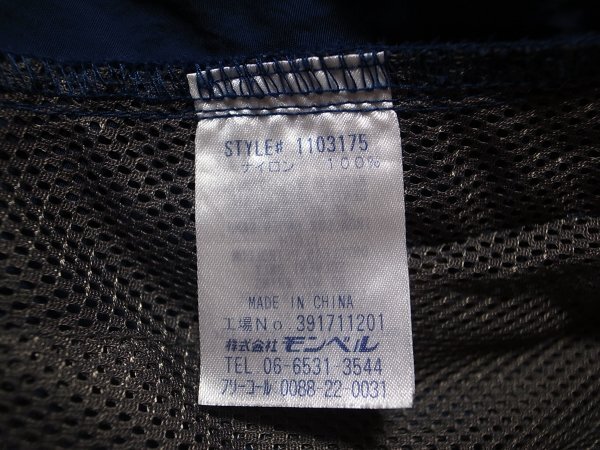 STYLE# 1103175
ナイロン 100%
MADE IN CHINA
工場No.391711201
株式会社 モンベル
TEL 06-6531 3544
フリーコール 0088-22 0031